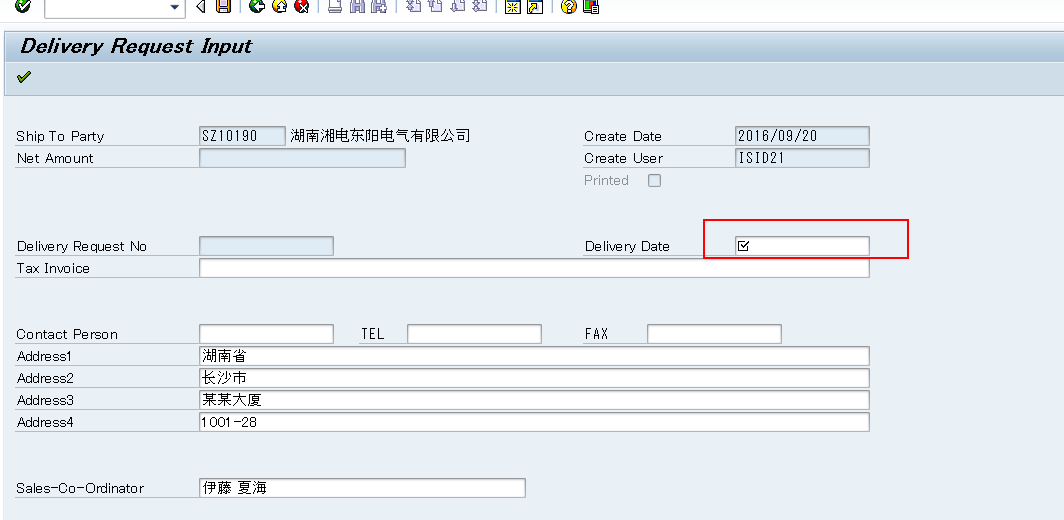 Delivery Request Input
Ship To Party SZ10190 湖南湘电东阳电气有限公司 Create Date 2016/09/20
Net Amount Create User ISID21
Printed
Delivery Request No Delivery Date
Tax Invoice
Contact Person TEL FAX
Address1 湖南省
Address2 长沙市
Address3 某某大厦
Address4 1001-28
Sales-Co-Ordinator 伊藤 夏海